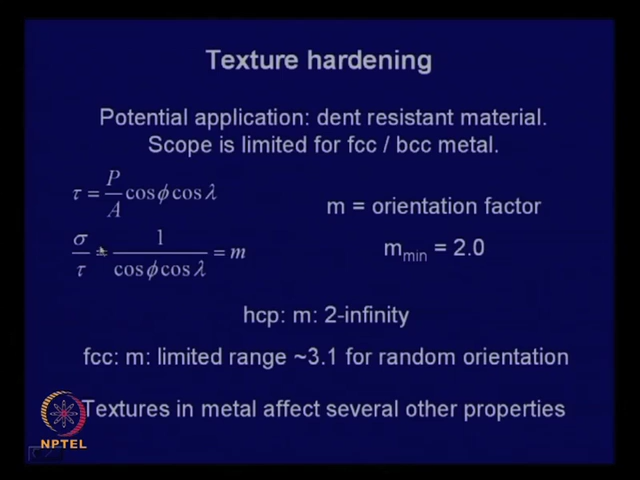 Texture hardening
Potential application: dent resistant material.
Scope is limited for fcc / bcc metal.
τ = P/A cosϕ cosλ
m = orientation factor
σ/τ = 1/(cosϕ cosλ) = m
m_min = 2.0
hcp: m: 2-infinity
fcc: m: limited range ~3.1 for random orientation
Textures in metal affect several other properties
NPTEL